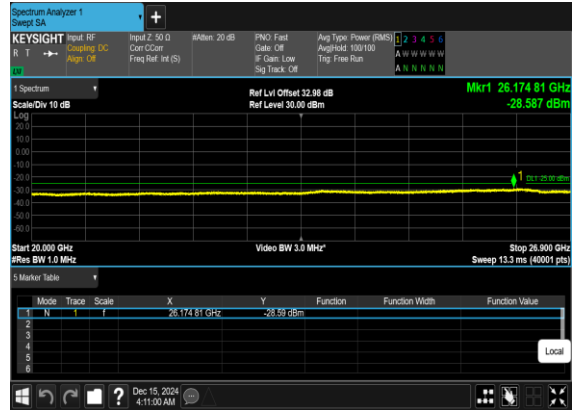 Spectrum Analyzer 1
Swept SA
+
KEYSIGHT Input: RF Input Z: 50 Ω #Atten: 20 dB PNO: Fast Avg Type: Power (RMS) 1 2 3 4 5 6
R T Coupling: DC Corr CCorr Gate: Off Avg|Hold: 100/100 A W W W W W
Align: Off Freq Ref: Int (S) IF Gain: Low Trig: Free Run
Sig Track: Off A N N N N N
1 Spectrum Ref Lvl Offset 32.98 dB Mkr1 26.174 81 GHz
Scale/Div 10 dB Ref Level 30.00 dBm -28.587 dBm
Log
20.0
10.0
0.00
-10.0
-20.0 1 DL1 -25.00 dBm
-30.0
-40.0
-50.0
-60.0
Start 20.000 GHz Video BW 3.0 MHz* Stop 26.900 GHz
#Res BW 1.0 MHz Sweep 13.3 ms (40001 pts)
5 Marker Table
Mode Trace Scale X Y Function Function Width Function Value
1 N 1 f 26.174 81 GHz -28.59 dBm
2
3
4
5
6
Local
? Dec 15, 2024
4:11:00 AM